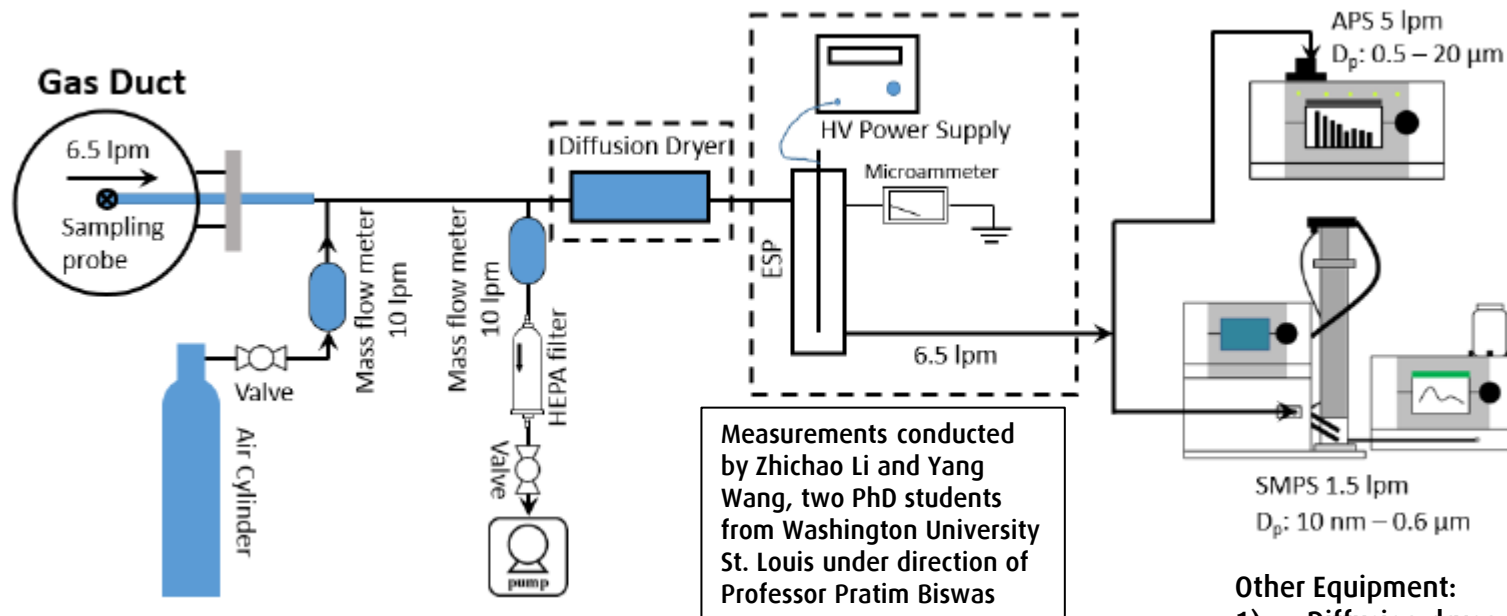 Gas Duct
6.5 lpm
Sampling
probe
Mass flow meter
10 lpm
Valve
Air Cylinder
Mass flow meter
10 lpm
HEPA filter
Valve
pump
Diffusion Dryer
HV Power Supply
Microammeter
ESP
6.5 lpm
Measurements conducted
by Zhichao Li and Yang
Wang, two PhD students
from Washington University
St. Louis under direction of
Professor Pratim Biswas
APS 5 lpm
Dp: 0.5 – 20 μm
SMPS 1.5 lpm
Dp: 10 nm – 0.6 μm
Other Equipment: